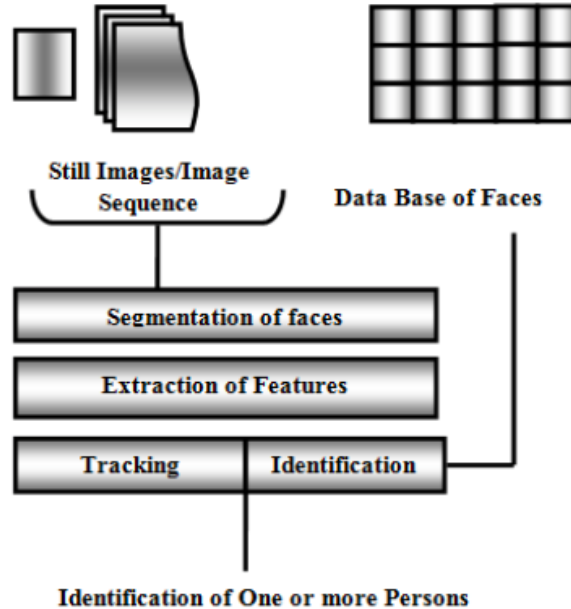 Still Images/Image
Sequence
Data Base of Faces
Segmentation of faces
Extraction of Features
Tracking
Identification
Identification of One or more Persons